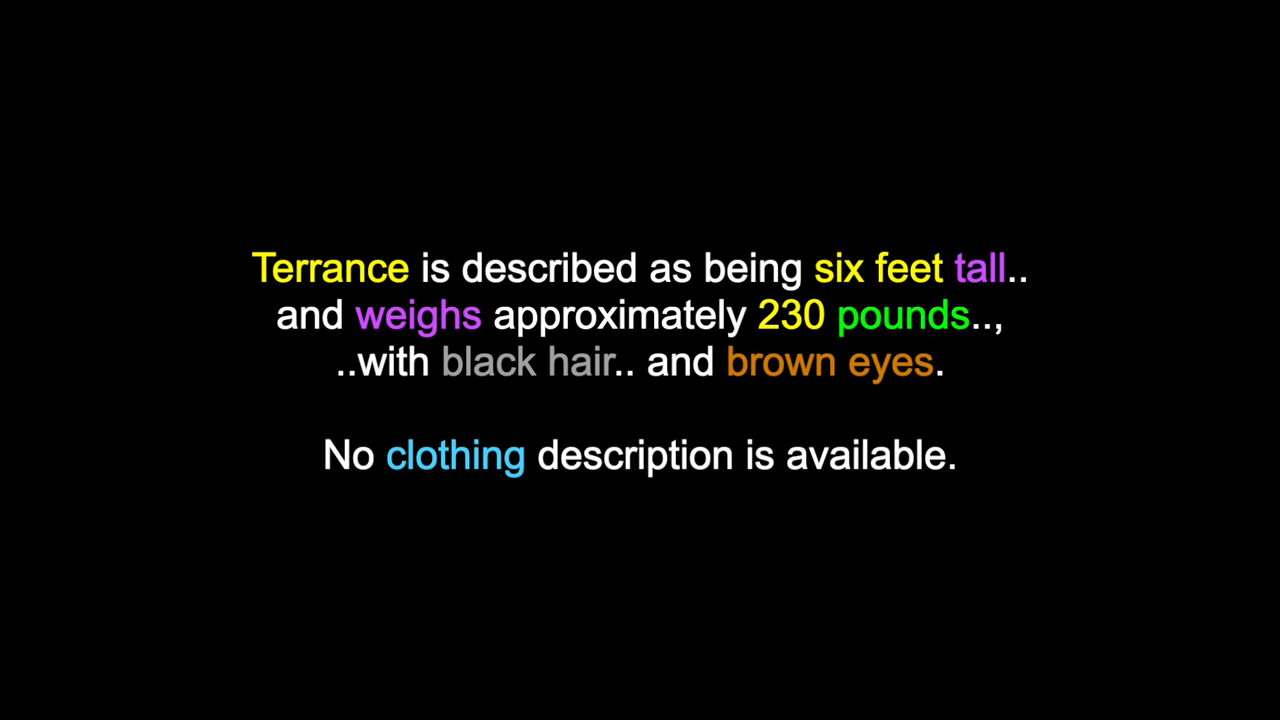 Terrance is described as being six feet tall..
and weighs approximately 230 pounds..,
..with black hair.. and brown eyes.
No clothing description is available.